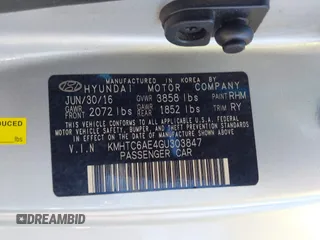 MANUFACTURED IN KOREA BY
HYUNDAI MOTOR COMPANY
JUN/30/16 GVWR 3858 lbs PAINT RHM
GAWR FRONT 2072 lbs GAWR REAR 1852 lbs TRIM RY
THIS VEHICLE CONFORMS TO ALL APPLICABLE
FEDERAL MOTOR VEHICLE SAFETY, BUMPER, AND
THEFT PREVENTION STANDARDS IN EFFECT ON
THE DATE OF MANUFACTURE SHOWN ABOVE.
V.I.N KMHTC6AE4GU303847
PASSENGER CAR
DUCED
AutoBidMaster